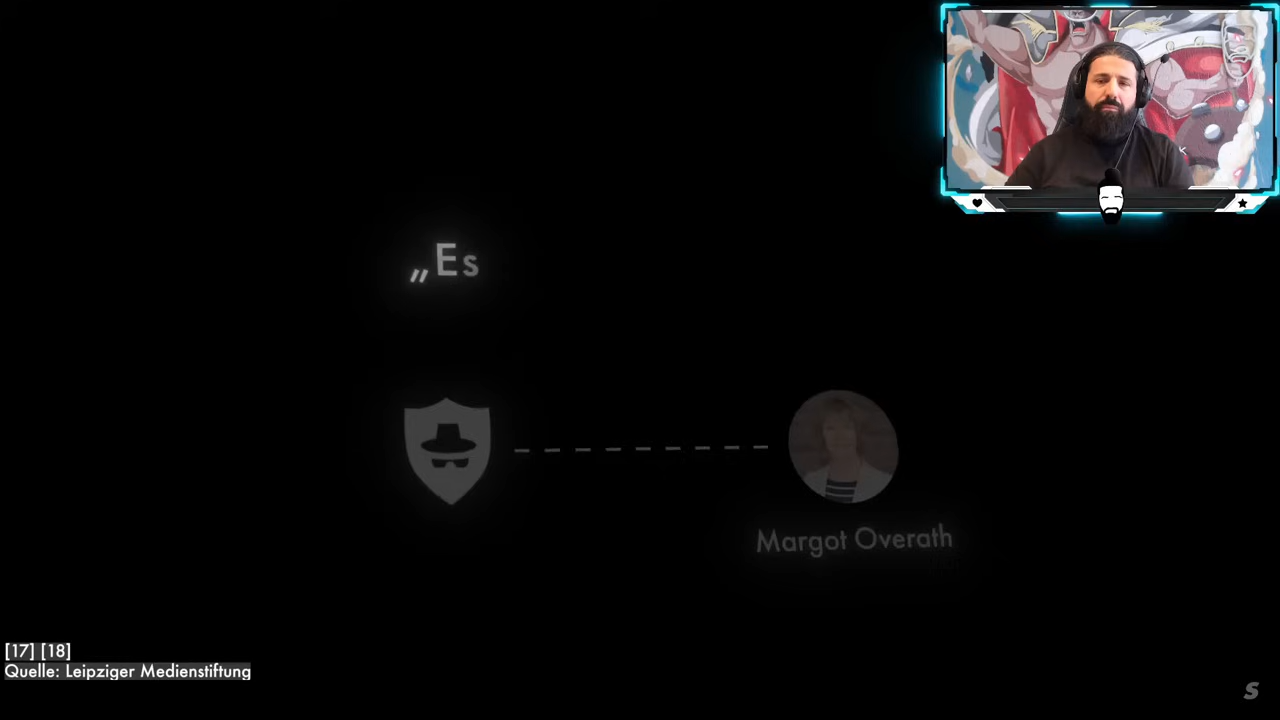 „Es
Margot Overath
[17] [18]
Quelle: Leipziger Medienstiftung
S